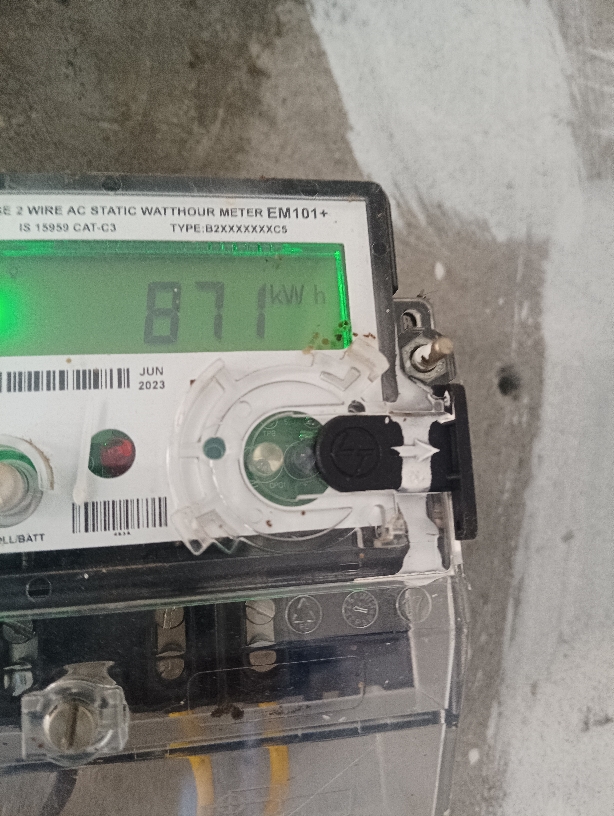 SE 2 WIRE AC STATIC WATTHOUR METER EM101+
IS 15959 CAT-C3 TYPE:B2XXXXXXXC5
871 kWh
JUN
2023
LL/BATT